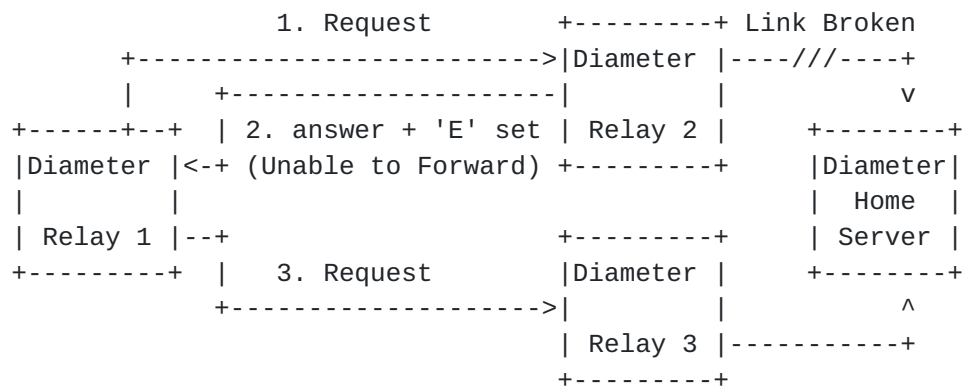 1. Request Link Broken
Diameter ----///----
v
2. answer + 'E' set Relay 2
Diameter (Unable to Forward) Diameter
Home
Relay 1 Server
3. Request Diameter
^
Relay 3